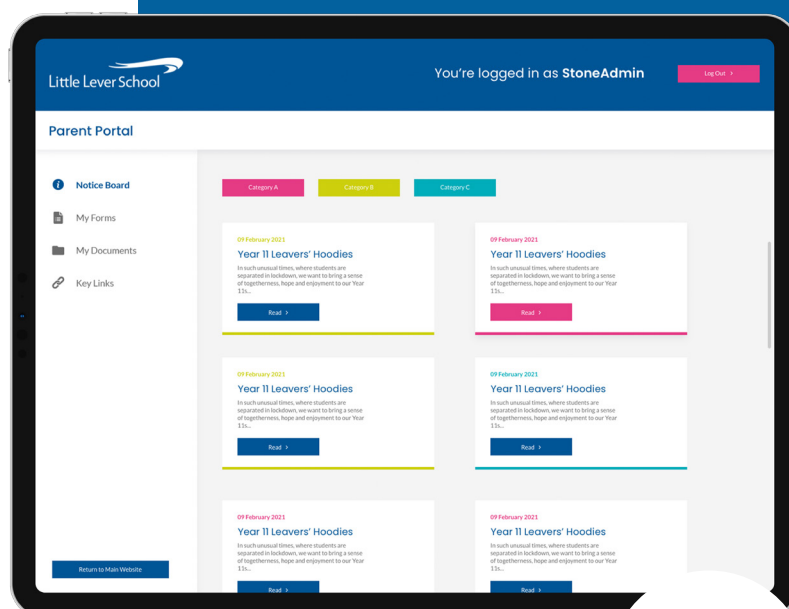 Little Lever School
You're logged in as StoneAdmin
Log Out >
Parent Portal
Notice Board
My Forms
My Documents
Key Links
Return to Main Website
Category A
Category B
Category C
09 February 2021
Year 11 Leavers' Hoodies
In such unusual times, where students are
separated in lockdown, we want to bring a sense
of togetherness, hope and enjoyment to our Year
11s...
Read >
09 February 2021
Year 11 Leavers' Hoodies
In such unusual times, where students are
separated in lockdown, we want to bring a sense
of togetherness, hope and enjoyment to our Year
11s...
Read >
09 February 2021
Year 11 Leavers' Hoodies
In such unusual times, where students are
separated in lockdown, we want to bring a sense
of togetherness, hope and enjoyment to our Year
11s...
Read >
09 February 2021
Year 11 Leavers' Hoodies
In such unusual times, where students are
separated in lockdown, we want to bring a sense
of togetherness, hope and enjoyment to our Year
11s...
Read >
09 February 2021
Year 11 Leavers' Hoodies
In such unusual times, where students are
separated in lockdown, we want to bring a sense
of togetherness, hope and enjoyment to our Year
11s...
Read >
09 February 2021
Year 11 Leavers' Hoodies
In such unusual times, where students are
separated in lockdown, we want to bring a sense
of togetherness, hope and enjoyment to our Year
11s...
Read >